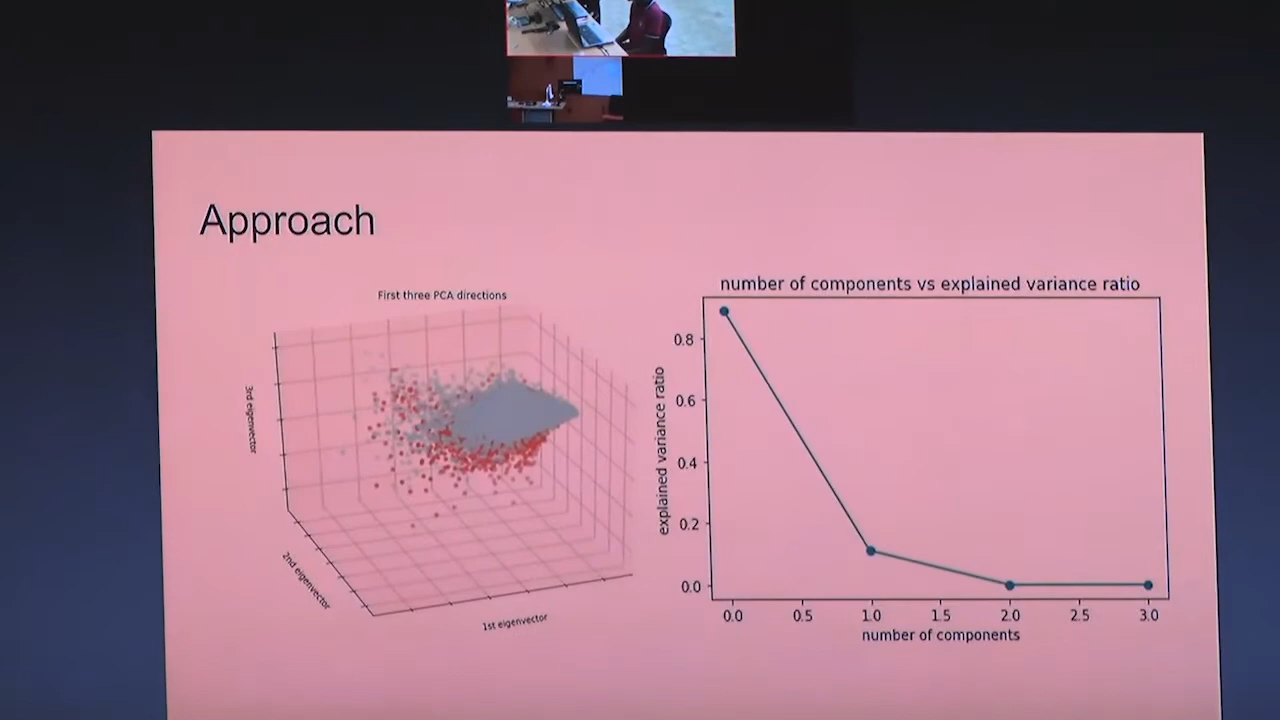 Approach
First three PCA directions
3rd eigenvector
2nd eigenvector
1st eigenvector
number of components vs explained variance ratio
explained variance ratio
0.8
0.6
0.4
0.2
0.0
0.0 0.5 1.0 1.5 2.0 2.5 3.0
number of components